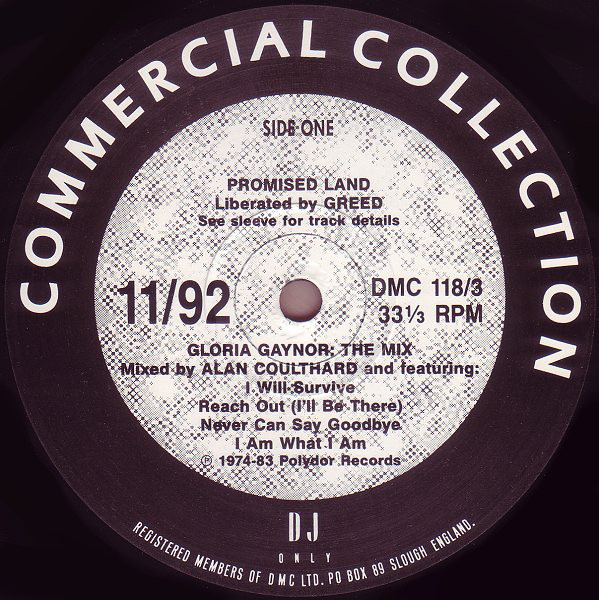 COMMERCIAL COLLECTION
SIDE ONE
PROMISED LAND
Liberated by GREED
See sleeve for track details
11/92
DMC 118/3
33⅓ RPM
GLORIA GAYNOR: THE MIX
Mixed by ALAN COULTHARD and featuring:
I Will Survive
Reach Out (I'll Be There)
Never Can Say Goodbye
I Am What I Am
℗ 1974-83 Polydor Records
DJ
ONLY
REGISTERED MEMBERS OF DMC LTD. PO BOX 89 SLOUGH ENGLAND.